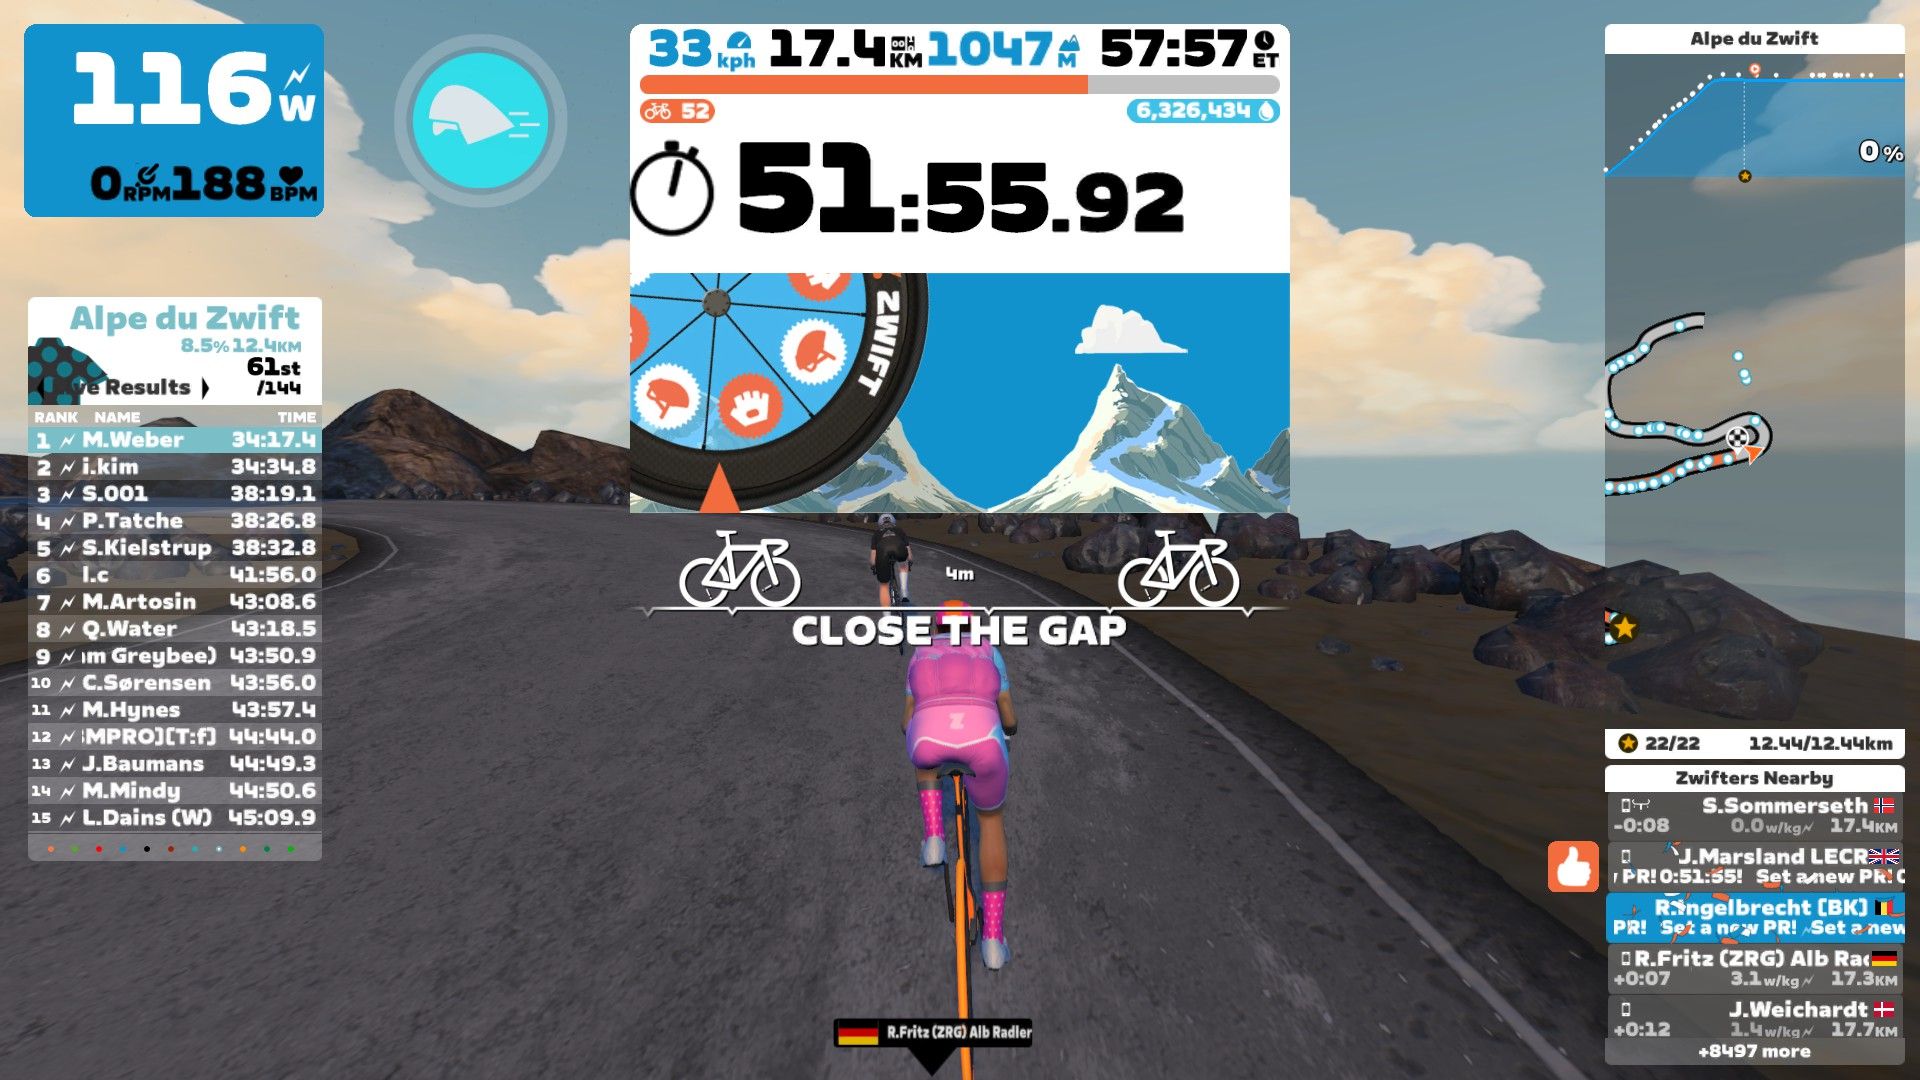 116 W
0 RPM 188 BPM
33 kph 17.4 KM 1047 M 57:57 ET
52
6,326,434
51:55.92
ZWIFT
4m
CLOSE THE GAP
Z
R.Fritz (ZRG) Alb Radler
Alpe du Zwift
8.5% 12.4KM
61st
/144
ve Results
RANK NAME TIME
1 M.Weber 34:17.4
2 i.kim 34:34.8
3 S.001 38:19.1
4 P.Tatche 38:26.8
5 S.Kielstrup 38:32.8
6 l.c 41:56.0
7 M.Artosin 43:08.6
8 Q.Water 43:18.5
9 m Greybee) 43:50.9
10 C.Sørensen 43:56.0
11 M.Hynes 43:57.4
12 MPRO][T:f] 44:44.0
13 J.Baumans 44:49.3
14 M.Mindy 44:50.6
15 L.Dains (W) 45:09.9
Alpe du Zwift
0%
22/22 12.44/12.44km
Zwifters Nearby
S.Sommerseth
-0:08 0.0w/kg 17.4KM
J.Marsland LECR
PR! 0:51:55! Set a new PR! 0
R.Ingelbrecht [BK]
PR! Set a new PR! Set a new
R.Fritz (ZRG) Alb Rad
+0:07 3.1w/kg 17.3KM
J.Weichardt
+0:12 1.4w/kg 17.7KM
+8497 more